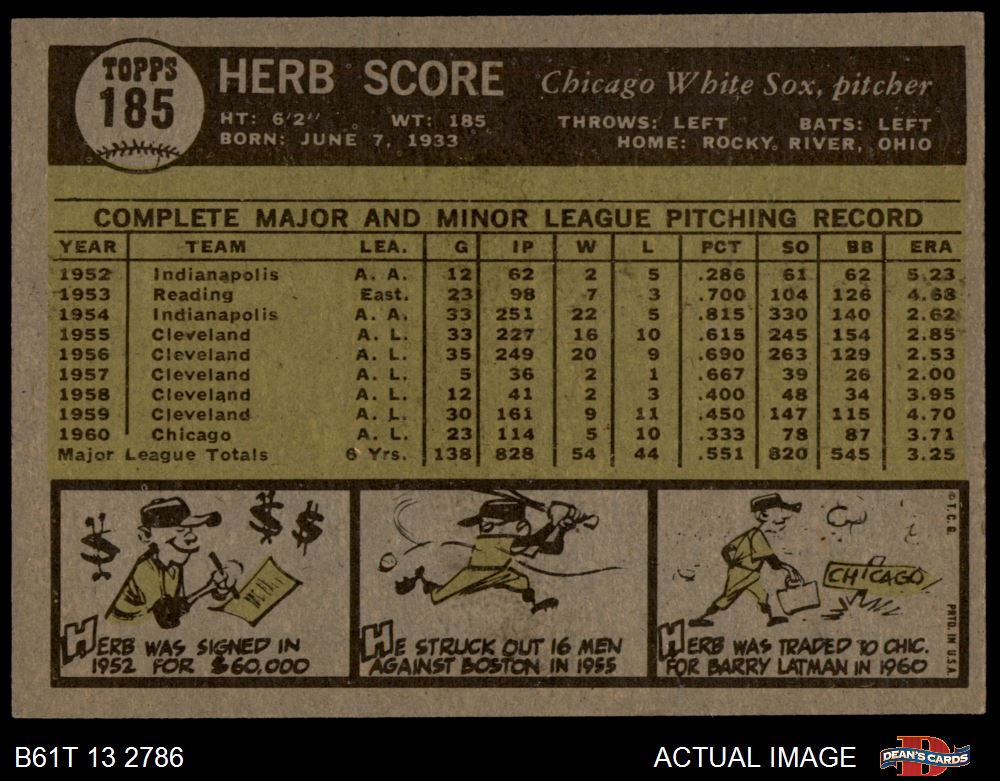 TOPPS
185
HERB SCORE Chicago White Sox, pitcher
HT: 6'2" WT: 185 THROWS: LEFT BATS: LEFT
BORN: JUNE 7, 1933 HOME: ROCKY RIVER, OHIO
COMPLETE MAJOR AND MINOR LEAGUE PITCHING RECORD
YEAR TEAM LEA. G IP W L PCT SO BB ERA
1952 Indianapolis A. A. 12 62 2 5 .286 61 62 5.23
1953 Reading East. 23 98 7 3 .700 104 126 4.68
1954 Indianapolis A. A. 33 251 22 5 .815 330 140 2.62
1955 Cleveland A. L. 33 227 16 10 .615 245 154 2.85
1956 Cleveland A. L. 35 249 20 9 .690 263 129 2.53
1957 Cleveland A. L. 5 36 2 1 .667 39 26 2.00
1958 Cleveland A. L. 12 41 2 3 .400 48 34 3.95
1959 Cleveland A. L. 30 161 9 11 .450 147 115 4.70
1960 Chicago A. L. 23 114 5 10 .333 78 87 3.71
Major League Totals 6 Yrs. 138 828 54 44 .551 820 545 3.25
HERB WAS SIGNED IN
1952 FOR $60,000
HE STRUCK OUT 16 MEN
AGAINST BOSTON IN 1955
CHICAGO
HERB WAS TRADED TO CHIC.
FOR BARRY LATMAN IN 1960
© T. C. G.
PRTD. IN U.S.A.
B61T 13 2786
ACTUAL IMAGE
DEAN'S CARDS